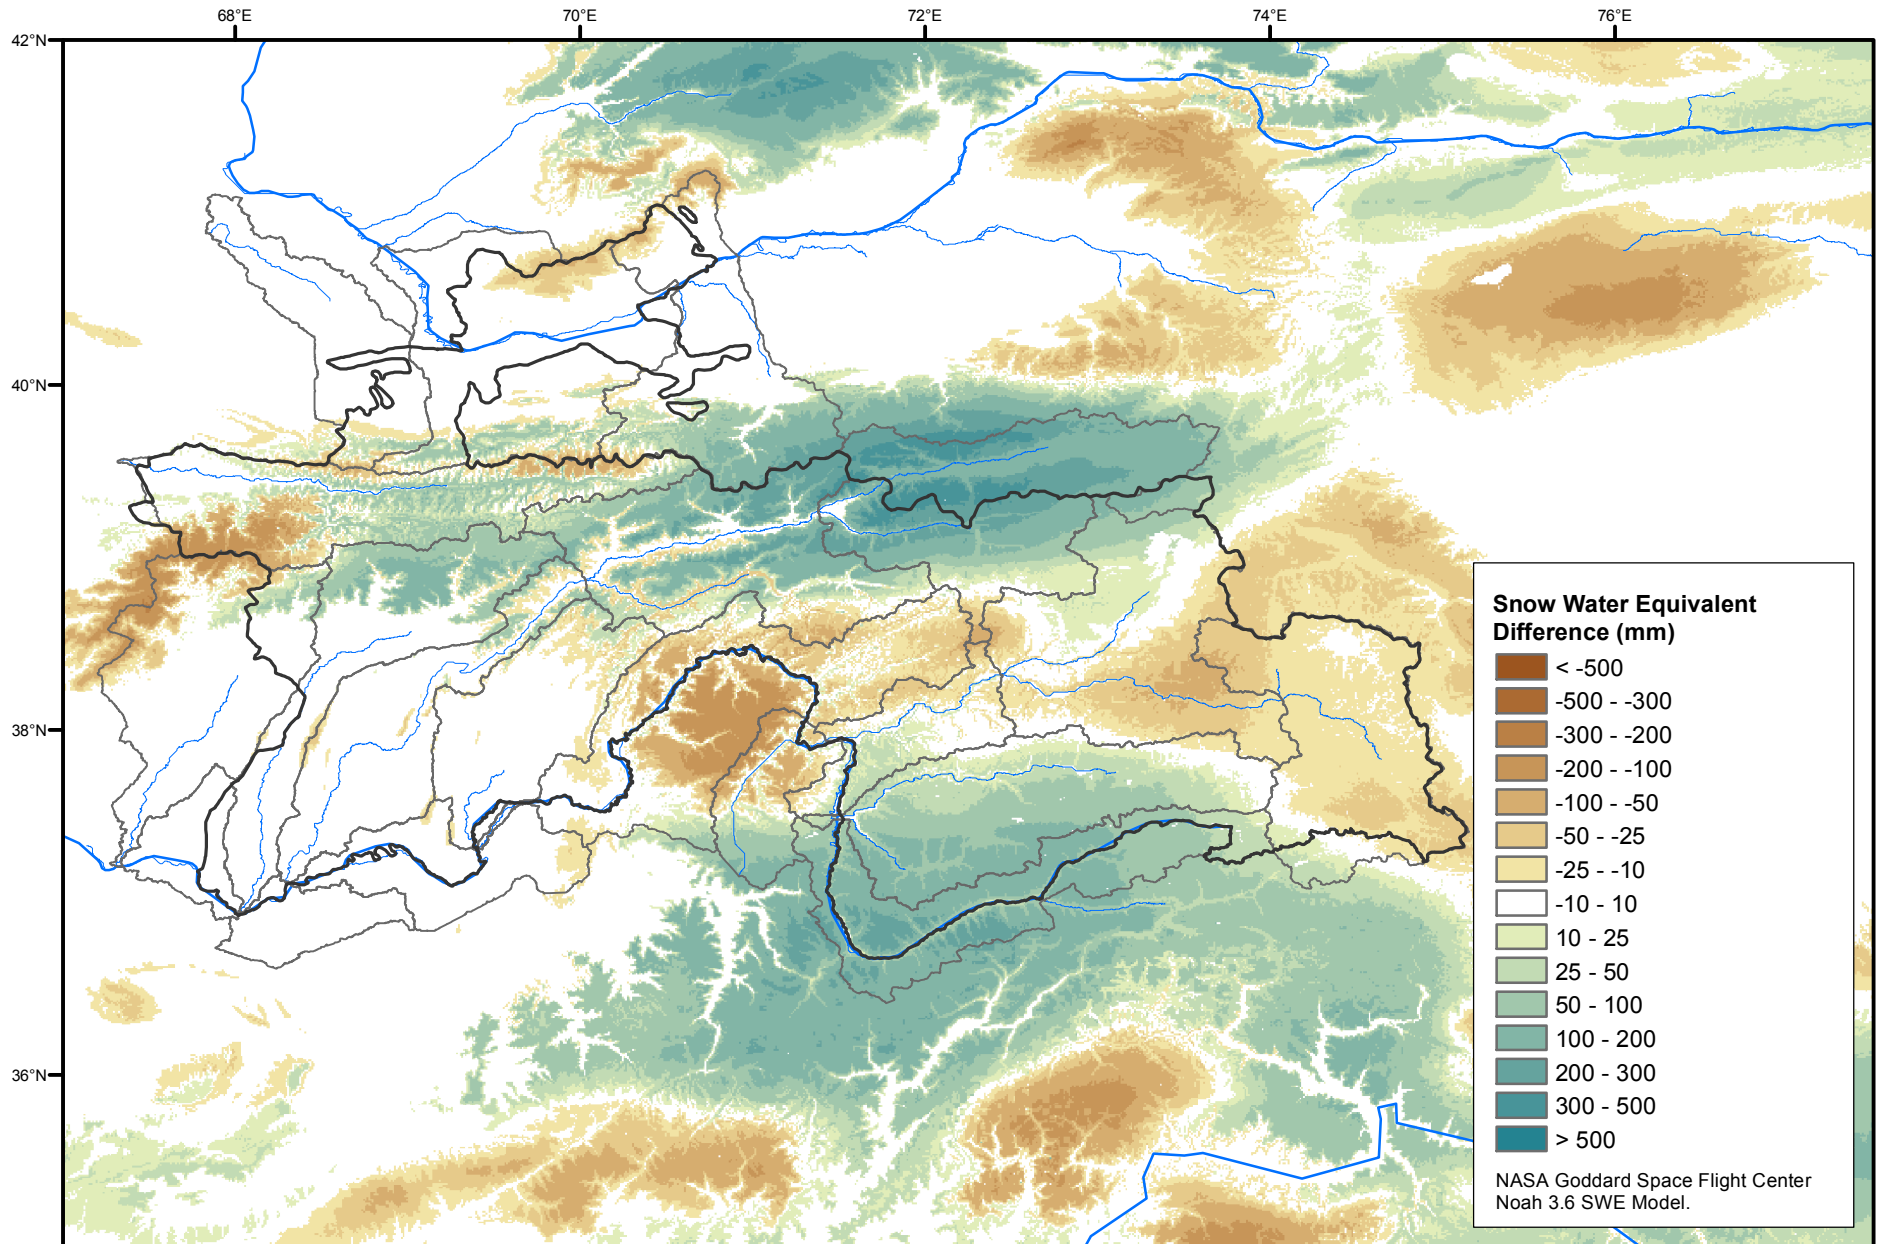 68°E 70°E 72°E 74°E 76°E
42°N
40°N
38°N
36°N
Snow Water Equivalent
Difference (mm)
< -500
-500 - -300
-300 - -200
-200 - -100
-100 - -50
-50 - -25
-25 - -10
-10 - 10
10 - 25
25 - 50
50 - 100
100 - 200
200 - 300
300 - 500
> 500
NASA Goddard Space Flight Center
Noah 3.6 SWE Model.